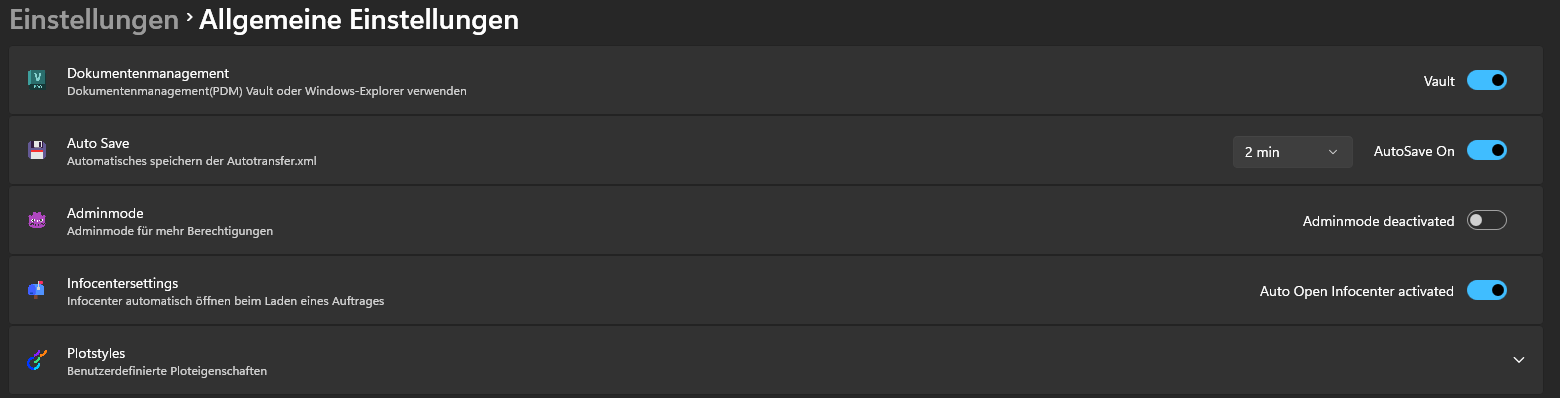 Einstellungen › Allgemeine Einstellungen
Dokumentenmanagement
Dokumentenmanagement(PDM) Vault oder Windows-Explorer verwenden
Vault
Auto Save
Automatisches speichern der Autotransfer.xml
2 min
AutoSave On
Adminmode
Adminmode für mehr Berechtigungen
Adminmode deactivated
Infocentersettings
Infocenter automatisch öffnen beim Laden eines Auftrages
Auto Open Infocenter activated
Plotstyles
Benutzerdefinierte Ploteigenschaften